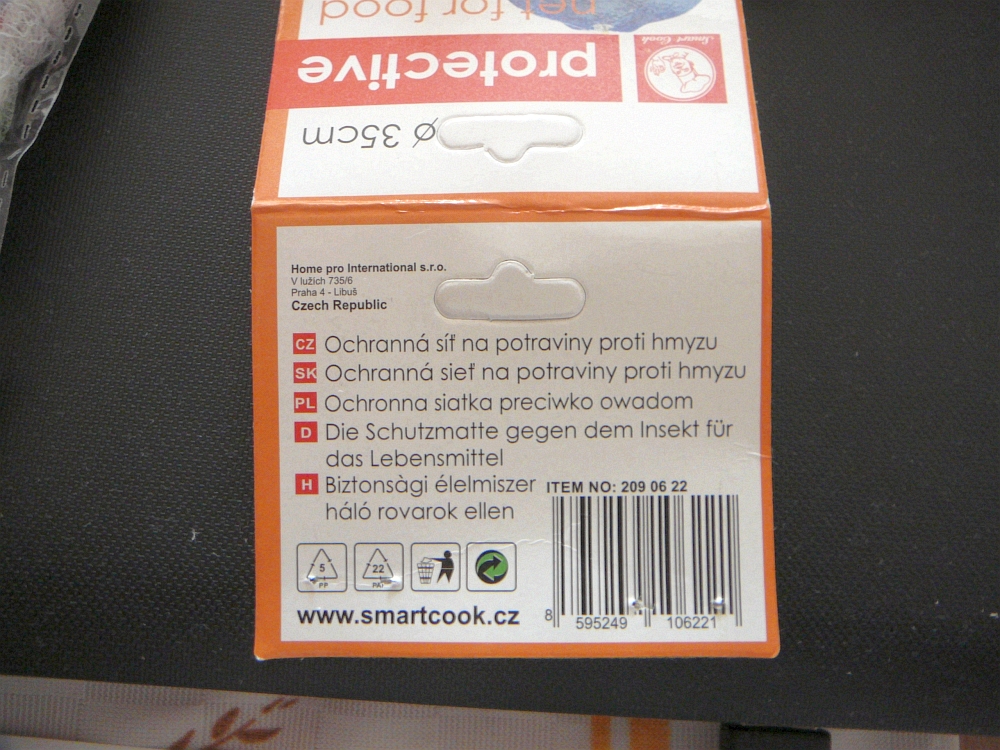 net for food
protective
Smart Cook
ø 35cm
Home pro International s.r.o.
V lužích 735/6
Praha 4 - Libuš
Czech Republic
CZ Ochranná síť na potraviny proti hmyzu
SK Ochranná sieť na potraviny proti hmyzu
PL Ochronna siatka preciwko owadom
D Die Schutzmatte gegen dem Insekt für
das Lebensmittel
H Biztonsàgi élelmiszer
háló rovarok ellen
ITEM NO: 209 06 22
5
PP
22
PAP
www.smartcook.cz
8 595249 106221